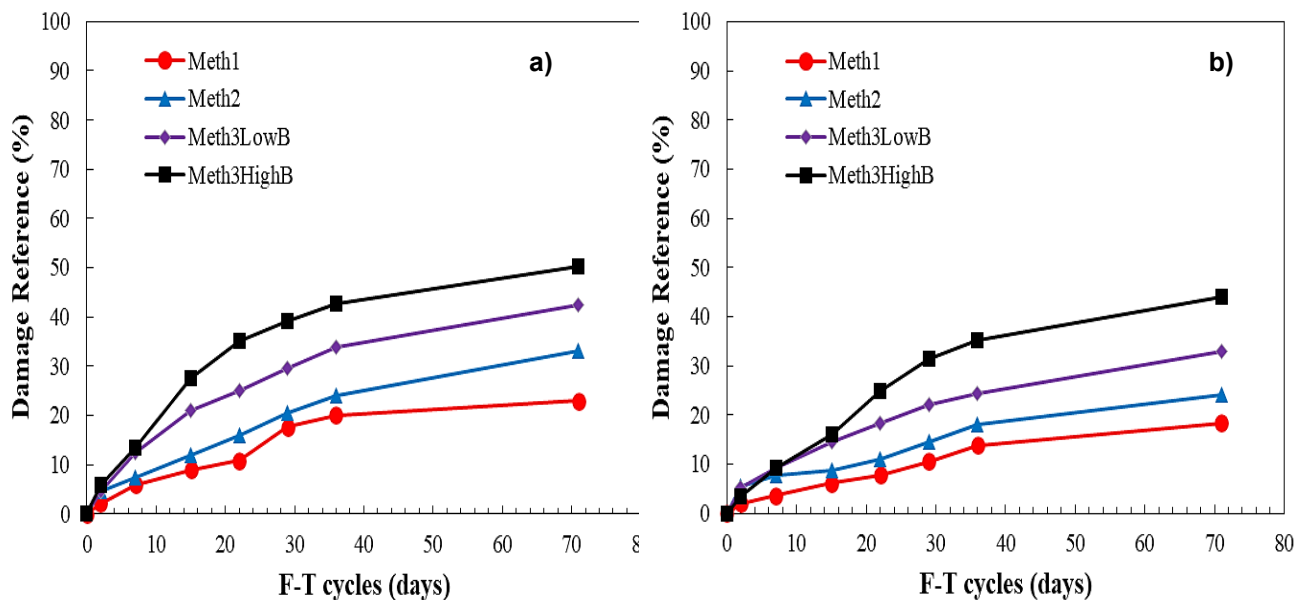 100
90
80
70
60
50
40
30
20
10
0
Damage Reference (%)
Meth1
Meth2
Meth3LowB
Meth3HighB
a)
0 10 20 30 40 50 60 70 8
F-T cycles (days)
100
90
80
70
60
50
40
30
20
10
0
Damage Reference (%)
Meth1
Meth2
Meth3LowB
Meth3HighB
b)
0 10 20 30 40 50 60 70 80
F-T cycles (days)